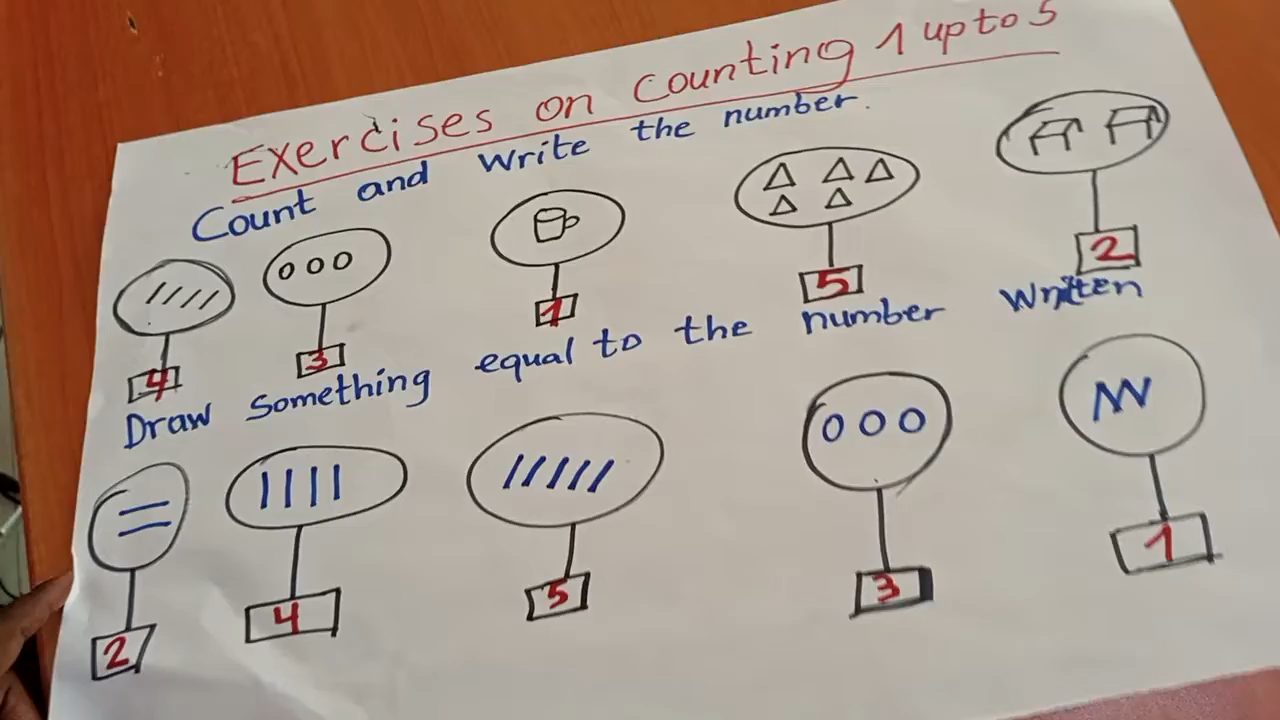 Exercises on counting 1 up to 5
Count and Write the number.
4 3 1 5 2
Draw Something equal to the number Written
2 4 5 3 1